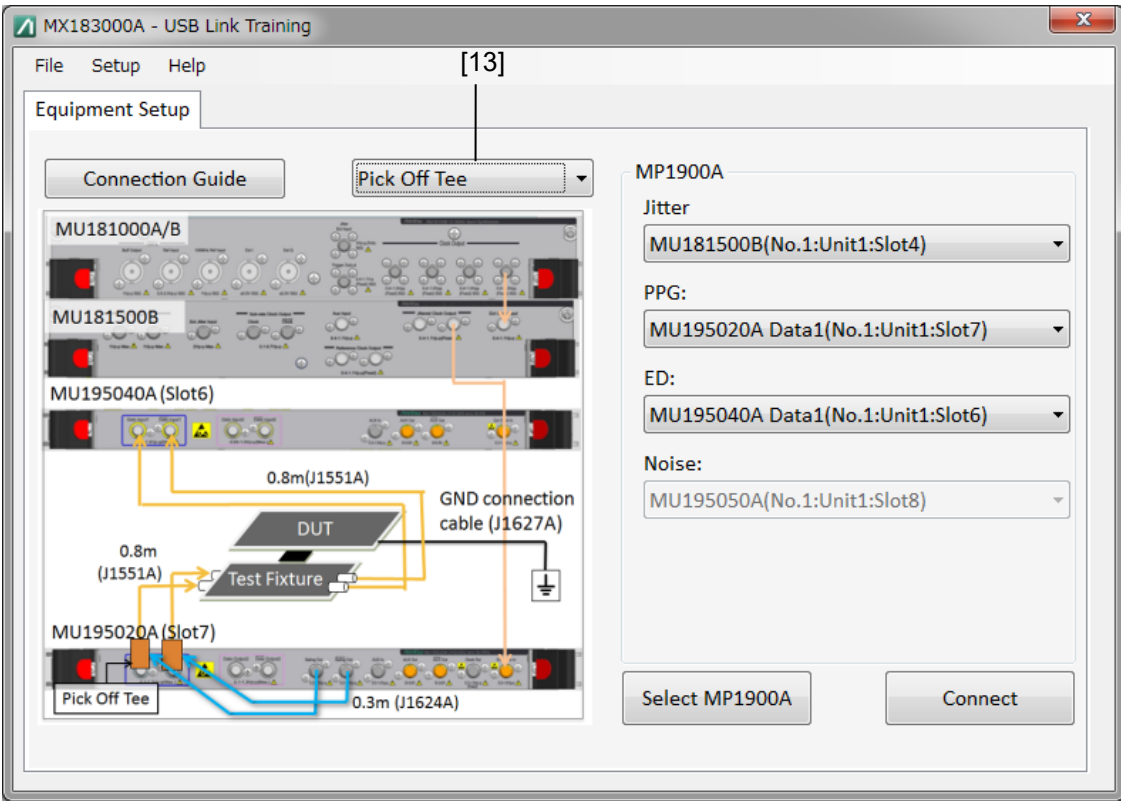 MX183000A - USB Link Training
x
File Setup Help
[13]
Equipment Setup
Connection Guide
Pick Off Tee
MU181000A/B
MU181500B
MU195040A (Slot6)
0.8m(J1551A)
GND connection
cable (J1627A)
DUT
0.8m
(J1551A)
Test Fixture
MU195020A (Slot7)
Pick Off Tee
0.3m (J1624A)
MP1900A
Jitter
MU181500B(No.1:Unit1:Slot4)
PPG:
MU195020A Data1(No.1:Unit1:Slot7)
ED:
MU195040A Data1(No.1:Unit1:Slot6)
Noise:
MU195050A(No.1:Unit1:Slot8)
Select MP1900A
Connect